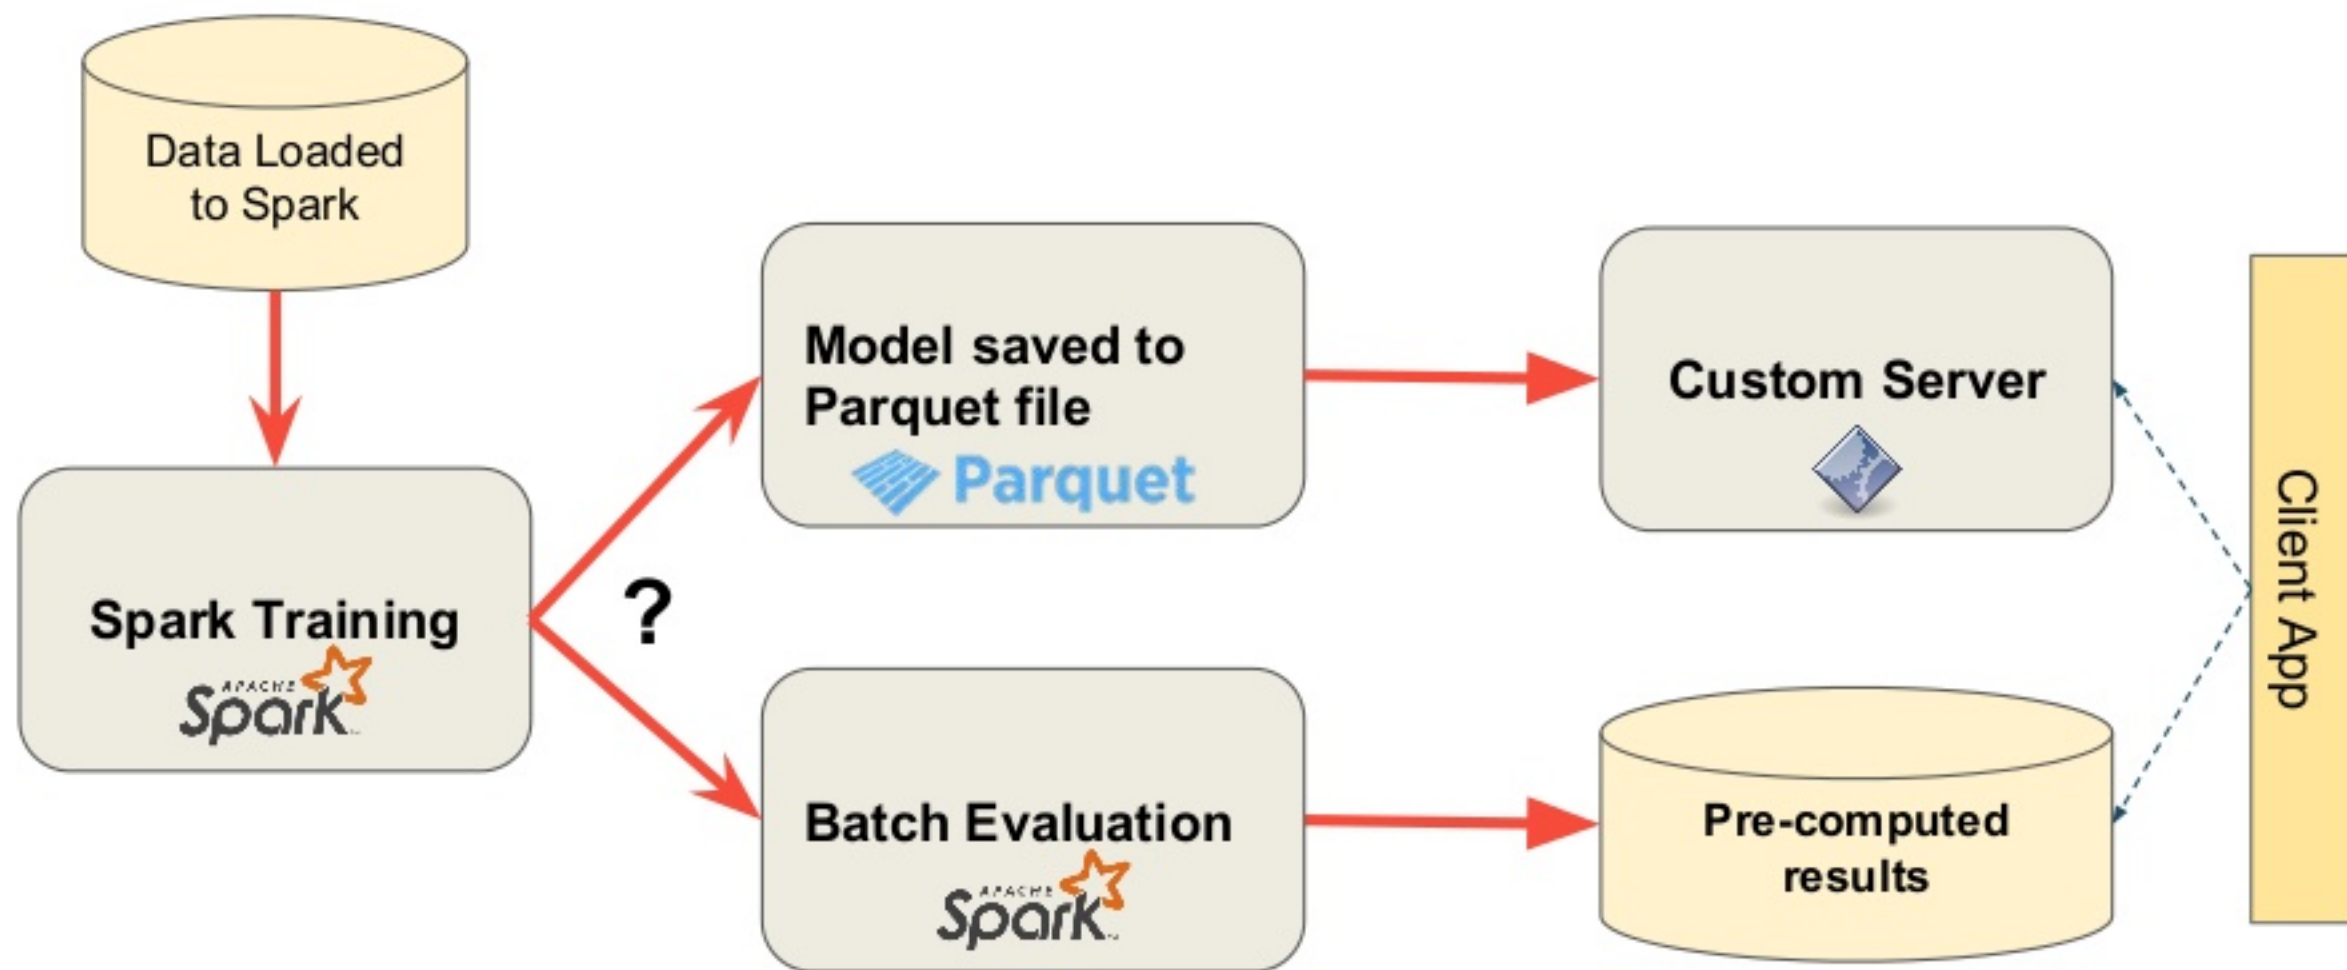 Data Loaded
to Spark
Spark Training
APACHE
Spark
?
Model saved to
Parquet file
Parquet
Batch Evaluation
APACHE
Spark
Custom Server
Pre-computed
results
Client App